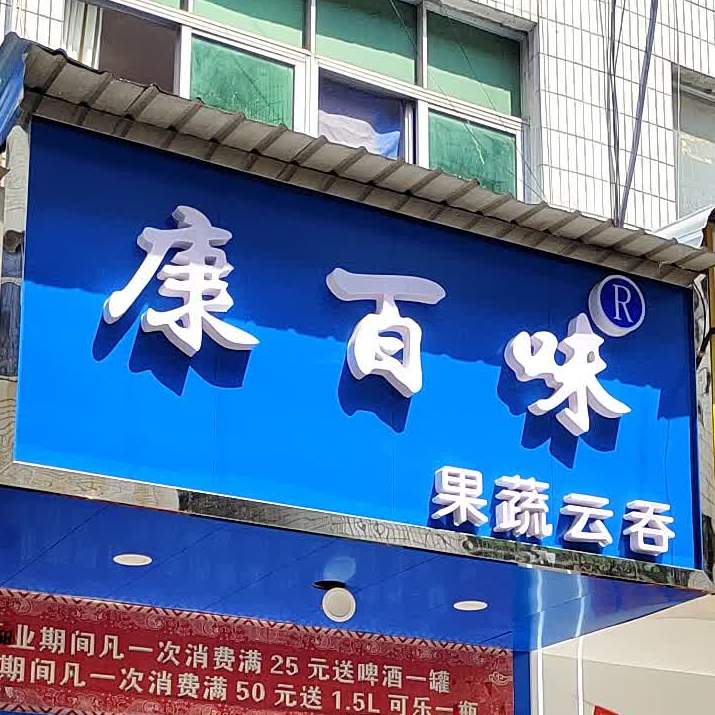 康百味®
果蔬云吞
业期间凡一次消费满 25 元送啤酒一罐
期间凡一次消费满 50 元送 1.5L 可乐一瓶